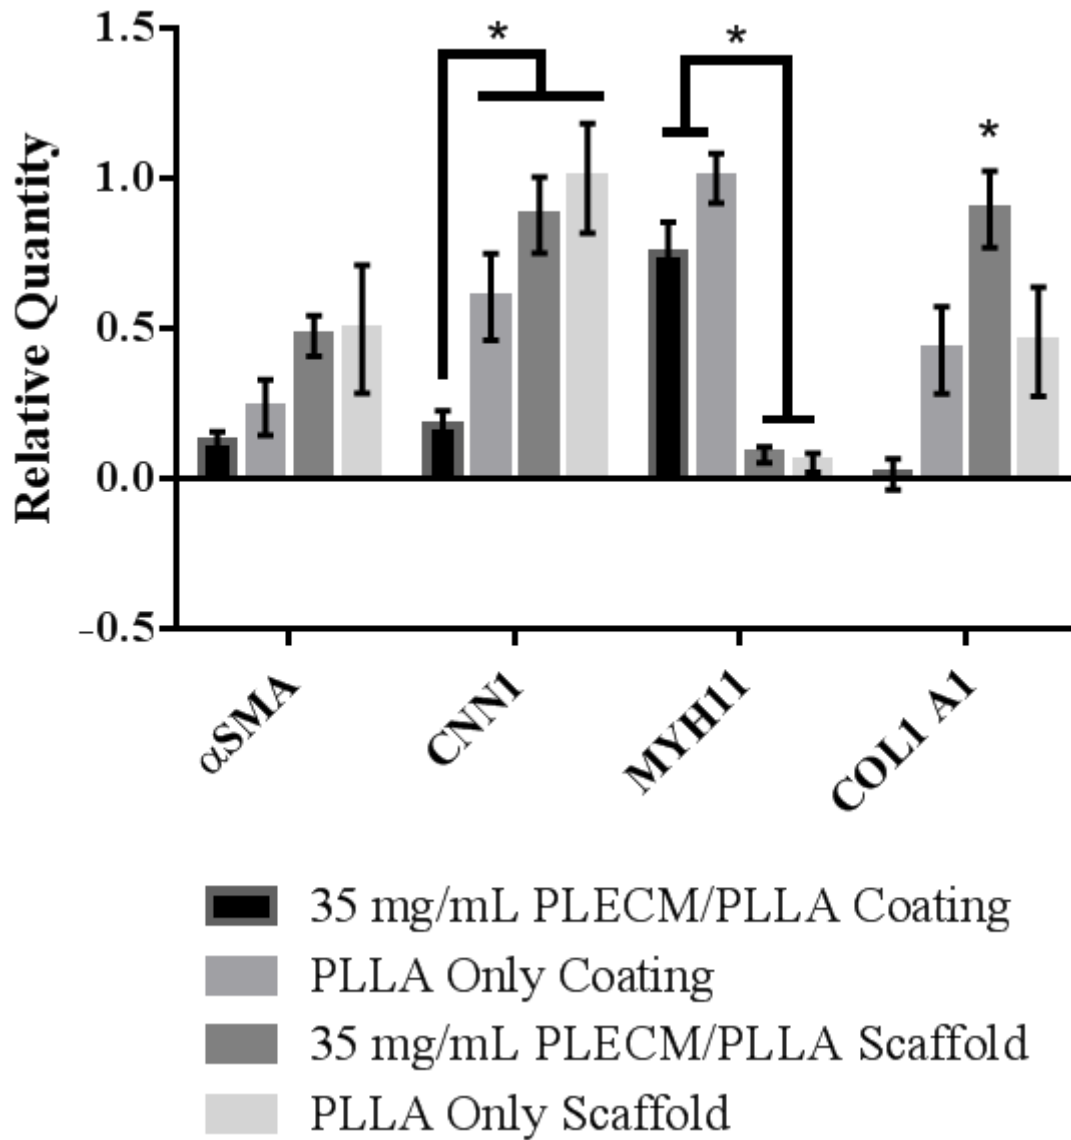 1.5
*
*
1.0
*
0.5
0.0
-0.5
Relative Quantity
αSMA
CNN1
MYH11
COL1 A1
35 mg/mL PLECM/PLLA Coating
PLLA Only Coating
35 mg/mL PLECM/PLLA Scaffold
PLLA Only Scaffold